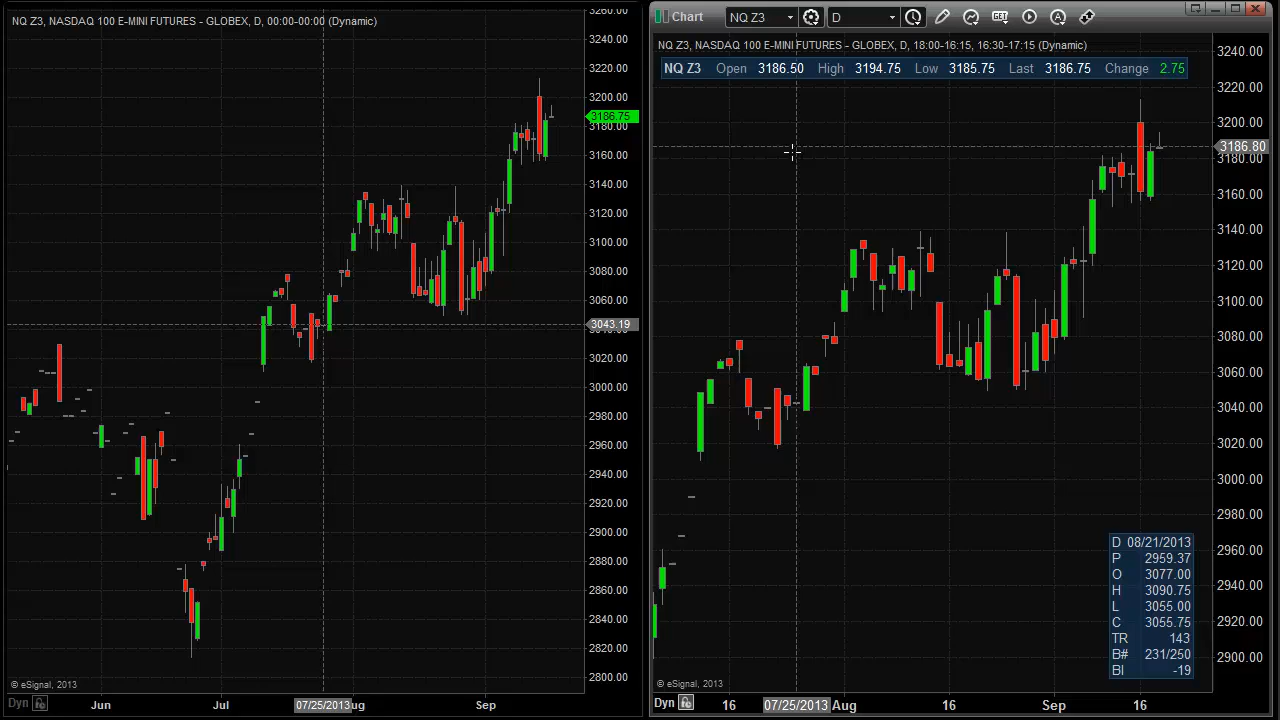 NQ Z3, NASDAQ 100 E-MINI FUTURES - GLOBEX, D, 00:00-00:00 (Dynamic)
3260.00
3240.00
3220.00
3200.00
3186.75
3180.00
3160.00
3140.00
3120.00
3100.00
3080.00
3060.00
3043.19
3020.00
3000.00
2980.00
2960.00
2940.00
2920.00
2900.00
2880.00
2860.00
2840.00
2820.00
2800.00
© eSignal, 2013
Dyn
Jun
Jul
07/25/2013
ug
Sep
Chart
NQ Z3
D
GET
A
NQ Z3, NASDAQ 100 E-MINI FUTURES - GLOBEX, D, 18:00-16:15, 16:30-17:15 (Dynamic)
NQ Z3 Open 3186.50 High 3194.75 Low 3185.75 Last 3186.75 Change 2.75
3240.00
3220.00
3200.00
3186.80
3180.00
3160.00
3140.00
3120.00
3100.00
3080.00
3060.00
3040.00
3020.00
3000.00
2980.00
2960.00
2940.00
2920.00
2900.00
D 08/21/2013
P 2959.37
O 3077.00
H 3090.75
L 3055.00
C 3055.75
TR 143
B# 231/250
BI -19
© eSignal, 2013
Dyn
16
07/25/2013
Aug
16
Sep
16